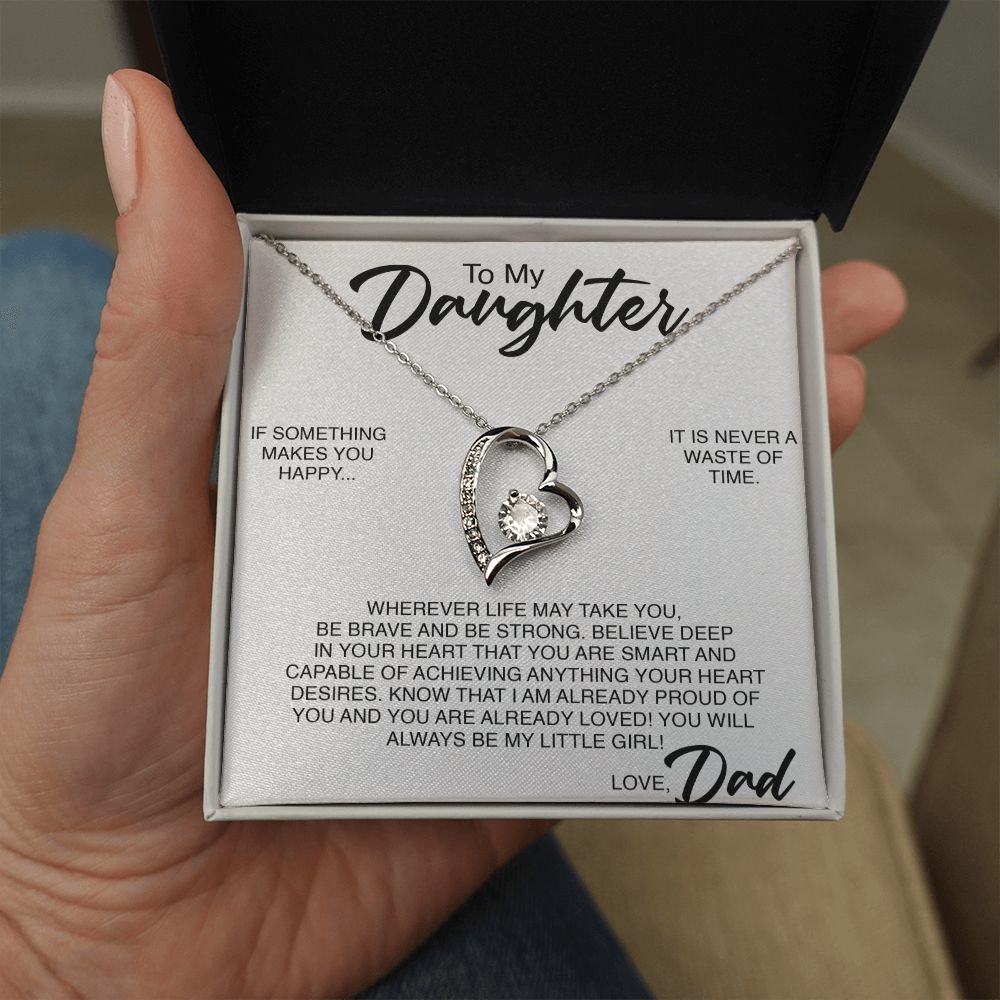 To My
Daughter
IF SOMETHING
MAKES YOU
HAPPY...
IT IS NEVER A
WASTE OF
TIME.
WHEREVER LIFE MAY TAKE YOU,
BE BRAVE AND BE STRONG. BELIEVE DEEP
IN YOUR HEART THAT YOU ARE SMART AND
CAPABLE OF ACHIEVING ANYTHING YOUR HEART
DESIRES. KNOW THAT I AM ALREADY PROUD OF
YOU AND YOU ARE ALREADY LOVED! YOU WILL
ALWAYS BE MY LITTLE GIRL!
LOVE, Dad